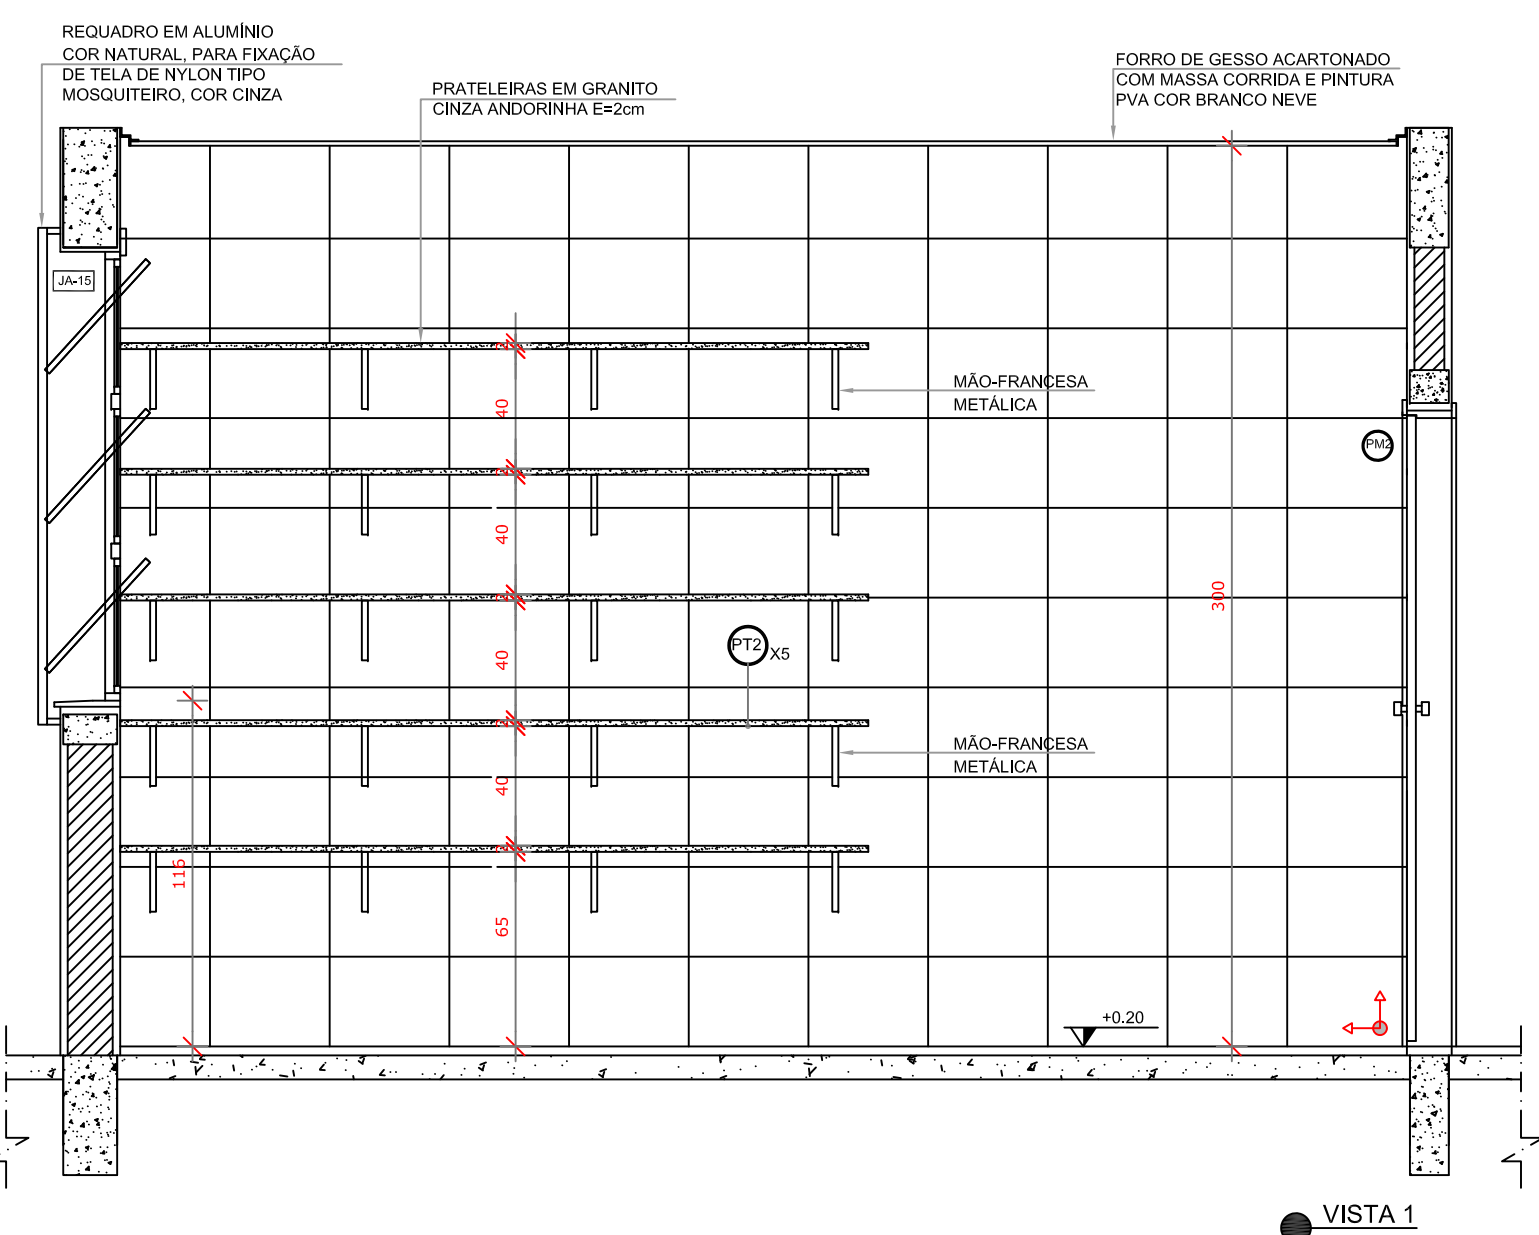 REQUADRO EM ALUMÍNIO
COR NATURAL, PARA FIXAÇÃO
DE TELA DE NYLON TIPO
MOSQUITEIRO, COR CINZA
PRATELEIRAS EM GRANITO
CINZA ANDORINHA E=2cm
FORRO DE GESSO ACARTONADO
COM MASSA CORRIDA E PINTURA
PVA COR BRANCO NEVE
JA-15
MÃO-FRANCESA
METÁLICA
40
PM2
40
300
PT2
X5
40
MÃO-FRANCESA
METÁLICA
40
116
65
+0.20
VISTA 1